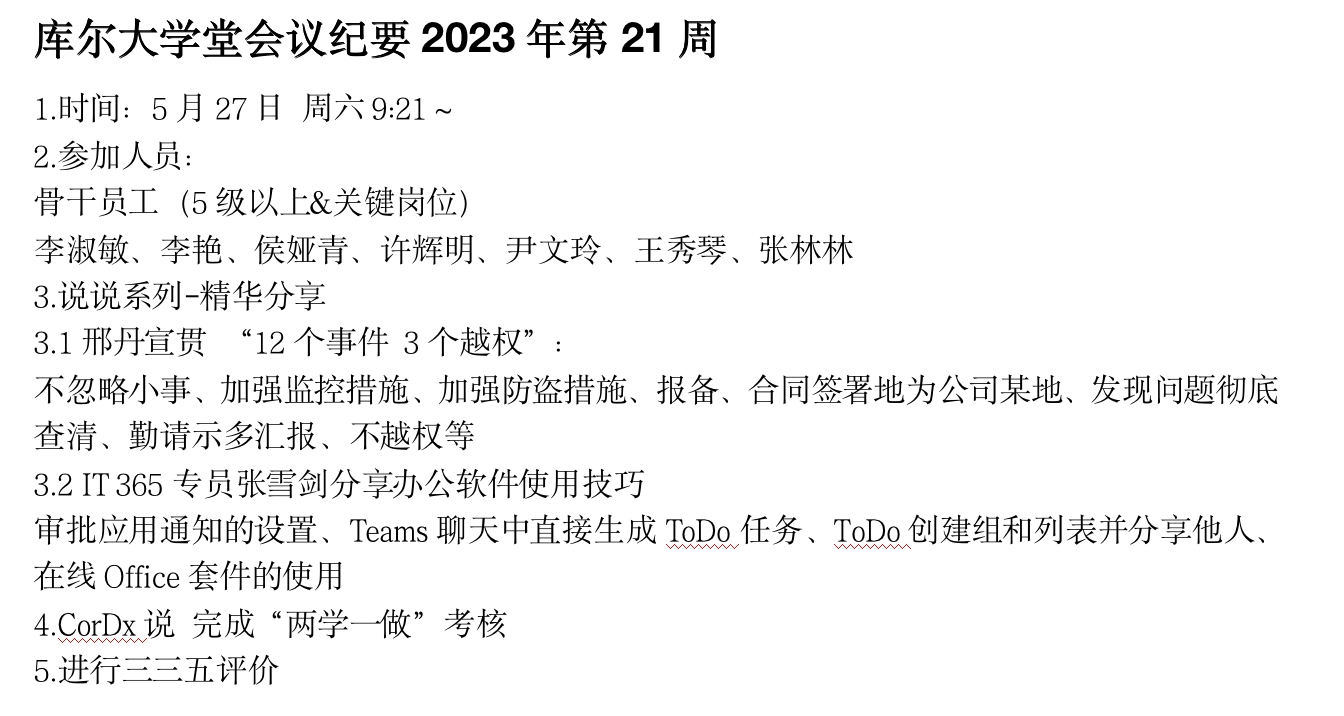 库尔大学堂会议纪要 2023 年第 21 周
1.时间：5 月 27 日 周六 9:21 ~
2.参加人员：
骨干员工（5 级以上&关键岗位）
李淑敏、李艳、侯娅青、许辉明、尹文玲、王秀琴、张林林
3.说说系列-精华分享
3.1 邢丹宣贯 “12 个事件 3 个越权”：
不忽略小事、加强监控措施、加强防盗措施、报备、合同签署地为公司某地、发现问题彻底
查清、勤请示多汇报、不越权等
3.2 IT 365 专员张雪剑分享办公软件使用技巧
审批应用通知的设置、Teams 聊天中直接生成 ToDo 任务、ToDo 创建组和列表并分享他人、
在线 Office 套件的使用
4.CorDx 说 完成“两学一做”考核
5.进行三三五评价